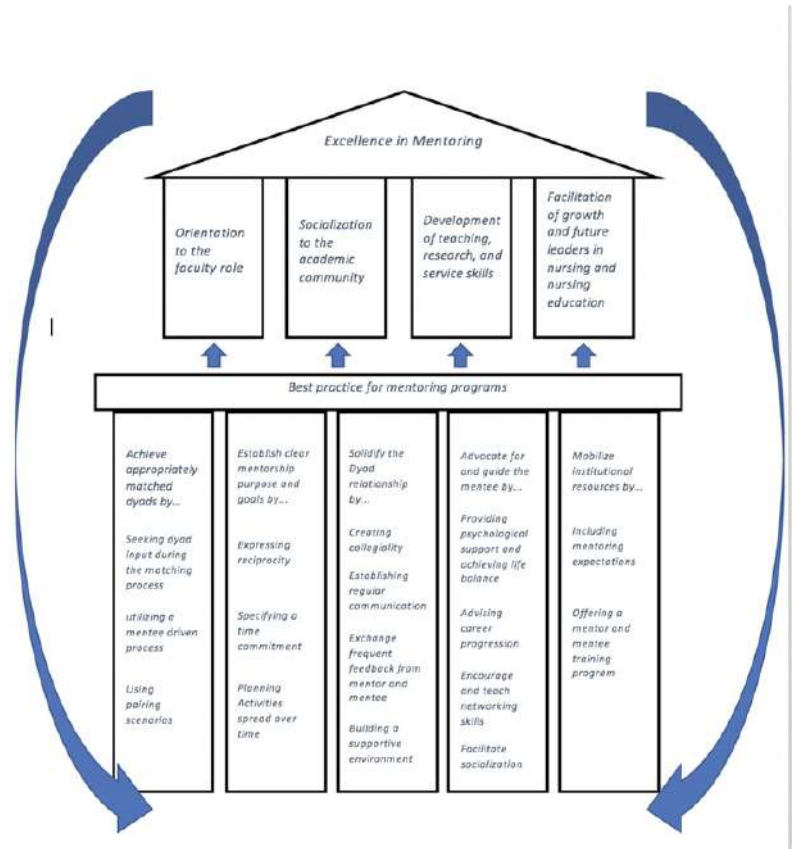 Excellence in Mentoring
Orientation
to the
faculty role
Socialization
to the
academic
community
Development
of teaching,
research, and
service skills
Facilitation
of growth
and future
leaders in
nursing and
nursing
education
Best practice for mentoring programs
Achieve
appropriately
matched
dyads by...
Seeking dyad
input during
the matching
process
utilizing a
mentee driven
process
Using
pairing
scenarios
Establish clear
mentorship
purpose and
goals by...
Expressing
reciprocity
Specifying a
time
commitment
Planning
Activities
spread over
time
Solidify the
Dyad
relationship
by...
Creating
collegiality
Establishing
regular
communication
Exchange
frequent
feedback from
mentor and
mentee
Building a
supportive
environment
Advocate for
and guide the
mentee by...
Providing
psychological
support and
achieving life
balance
Advising
career
progression
Encourage
and teach
networking
skills
Facilitate
socialization
Mobilize
institutional
resources by...
Including
mentoring
expectations
Offering a
mentor and
mentee
training
program